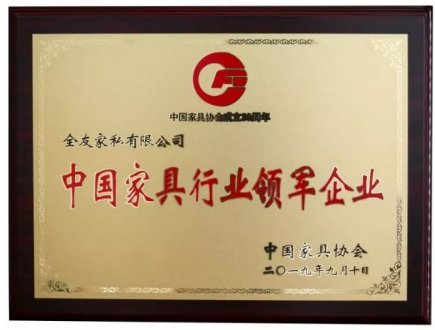 中国家具协会成立30周年
全友家私有限公司
中国家具行业领军企业
中国家具协会
二〇一九年九月十日